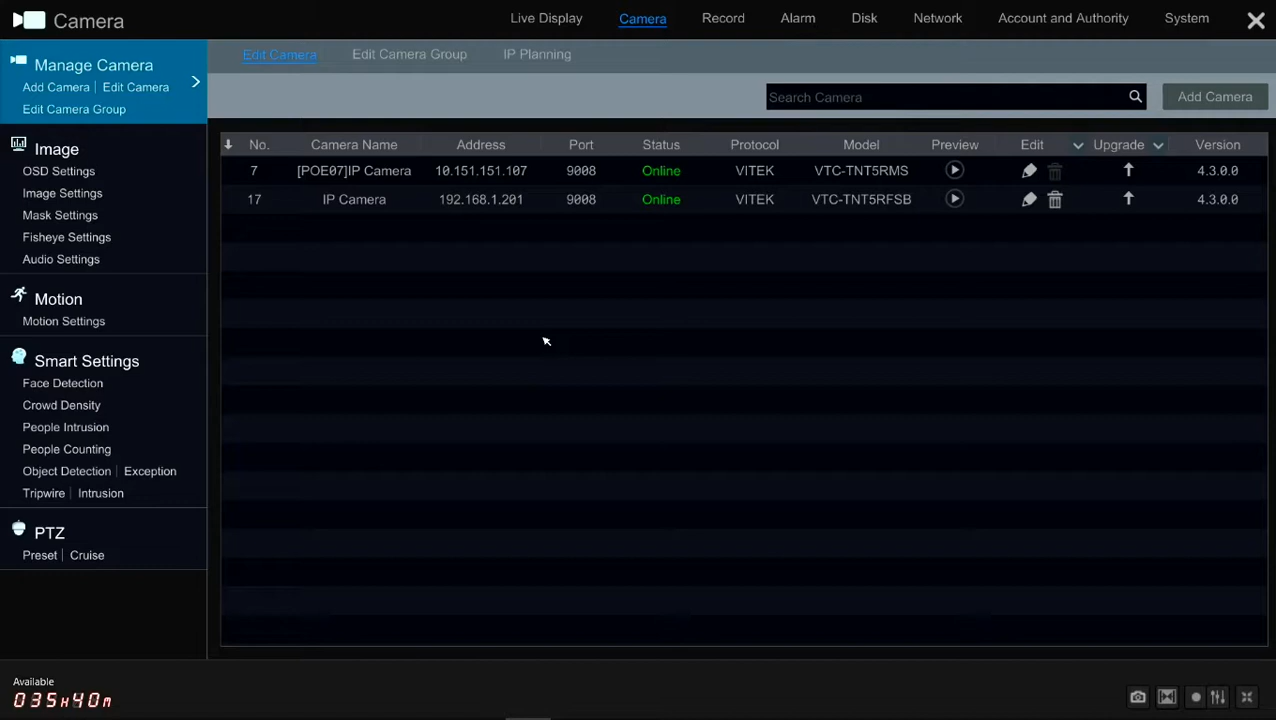 Camera
Live Display
Camera
Record
Alarm
Disk
Network
Account and Authority
System
Manage Camera
Add Camera | Edit Camera
Edit Camera Group
Image
OSD Settings
Image Settings
Mask Settings
Fisheye Settings
Audio Settings
Motion
Motion Settings
Smart Settings
Face Detection
Crowd Density
People Intrusion
People Counting
Object Detection | Exception
Tripwire | Intrusion
PTZ
Preset | Cruise
Edit Camera
Edit Camera Group
IP Planning
Search Camera
Add Camera
No. Camera Name Address Port Status Protocol Model Preview Edit Upgrade Version
7 [POE07]IP Camera 10.151.151.107 9008 Online VITEK VTC-TNT5RMS 4.3.0.0
17 IP Camera 192.168.1.201 9008 Online VITEK VTC-TNT5RFSB 4.3.0.0
Available
035H40m